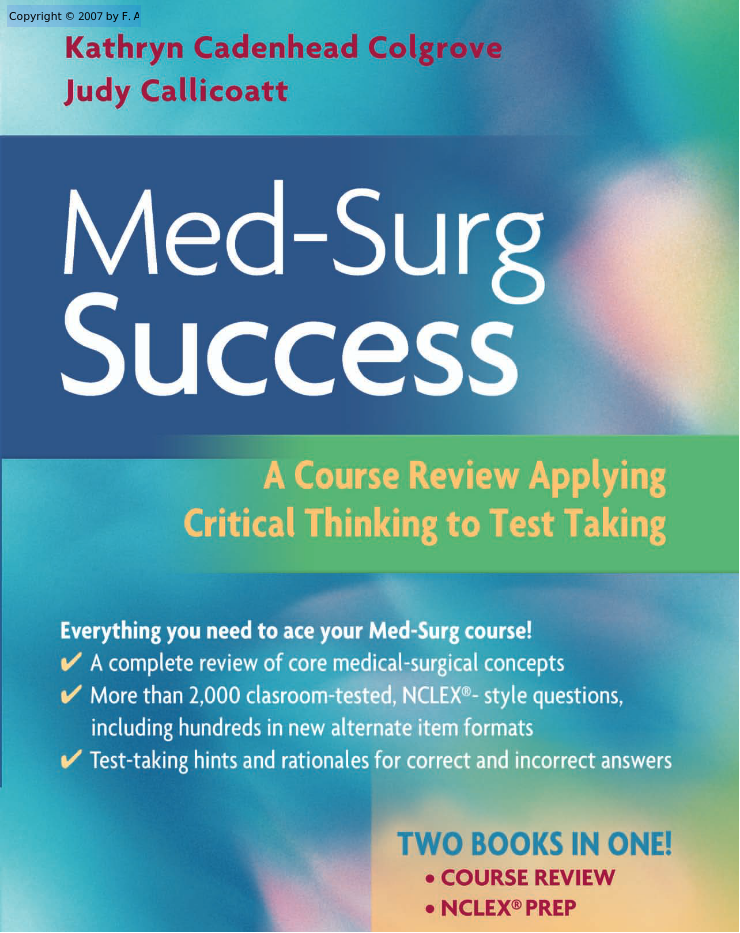 Copyright © 2007 by F. A
Kathryn Cadenhead Colgrove
Judy Callicoatt
Med-Surg
Success
A Course Review Applying
Critical Thinking to Test Taking
Everything you need to ace your Med-Surg course!
✔ A complete review of core medical-surgical concepts
✔ More than 2,000 clasroom-tested, NCLEX®- style questions,
including hundreds in new alternate item formats
✔ Test-taking hints and rationales for correct and incorrect answers
TWO BOOKS IN ONE!
• COURSE REVIEW
• NCLEX® PREP